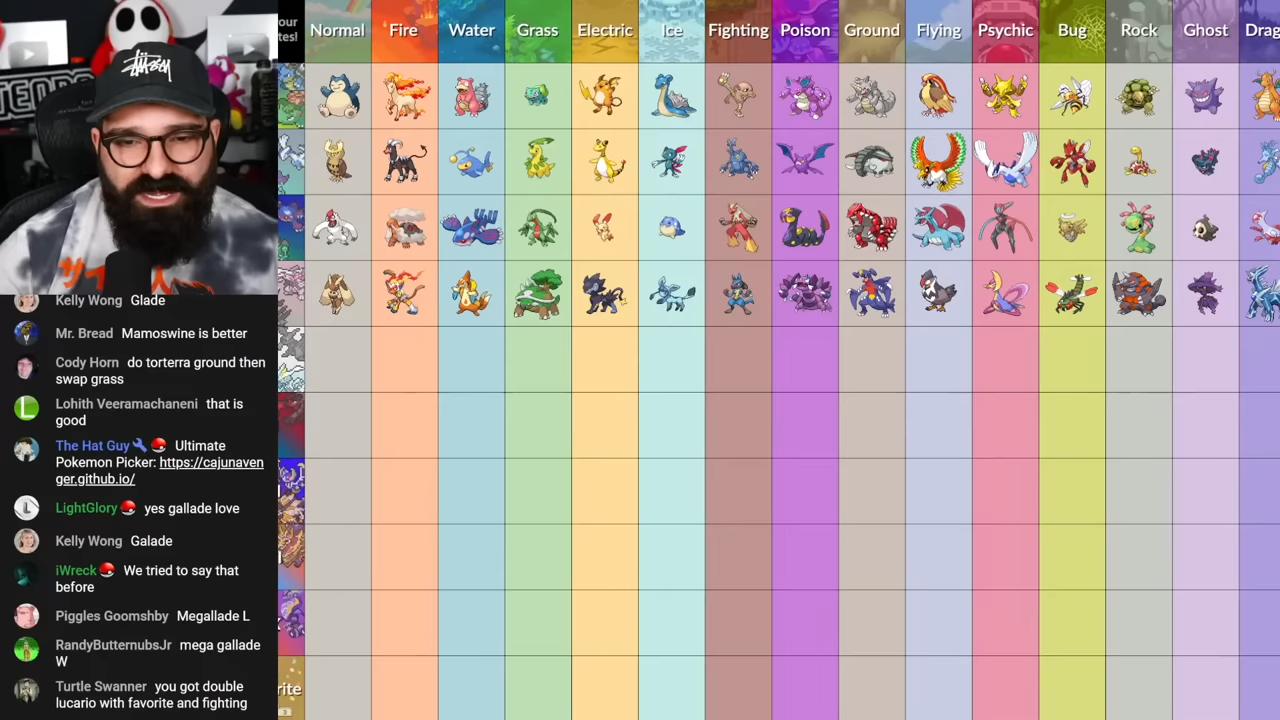 our
tes!
Normal
Fire
Water
Grass
Electric
Ice
Fighting
Poison
Ground
Flying
Psychic
Bug
Rock
Ghost
Drag
Kelly Wong Glade
Mr. Bread Mamoswine is better
Cody Horn do torterra ground then
swap grass
Lohith Veeramachaneni that is
good
The Hat Guy Ultimate
Pokemon Picker: https://cajunaven
ger.github.io/
LightGlory yes gallade love
Kelly Wong Galade
iWreck We tried to say that
before
Piggles Goomshby Megallade L
RandyButternubsJr mega gallade
W
Turtle Swanner you got double
lucario with favorite and fighting
rite